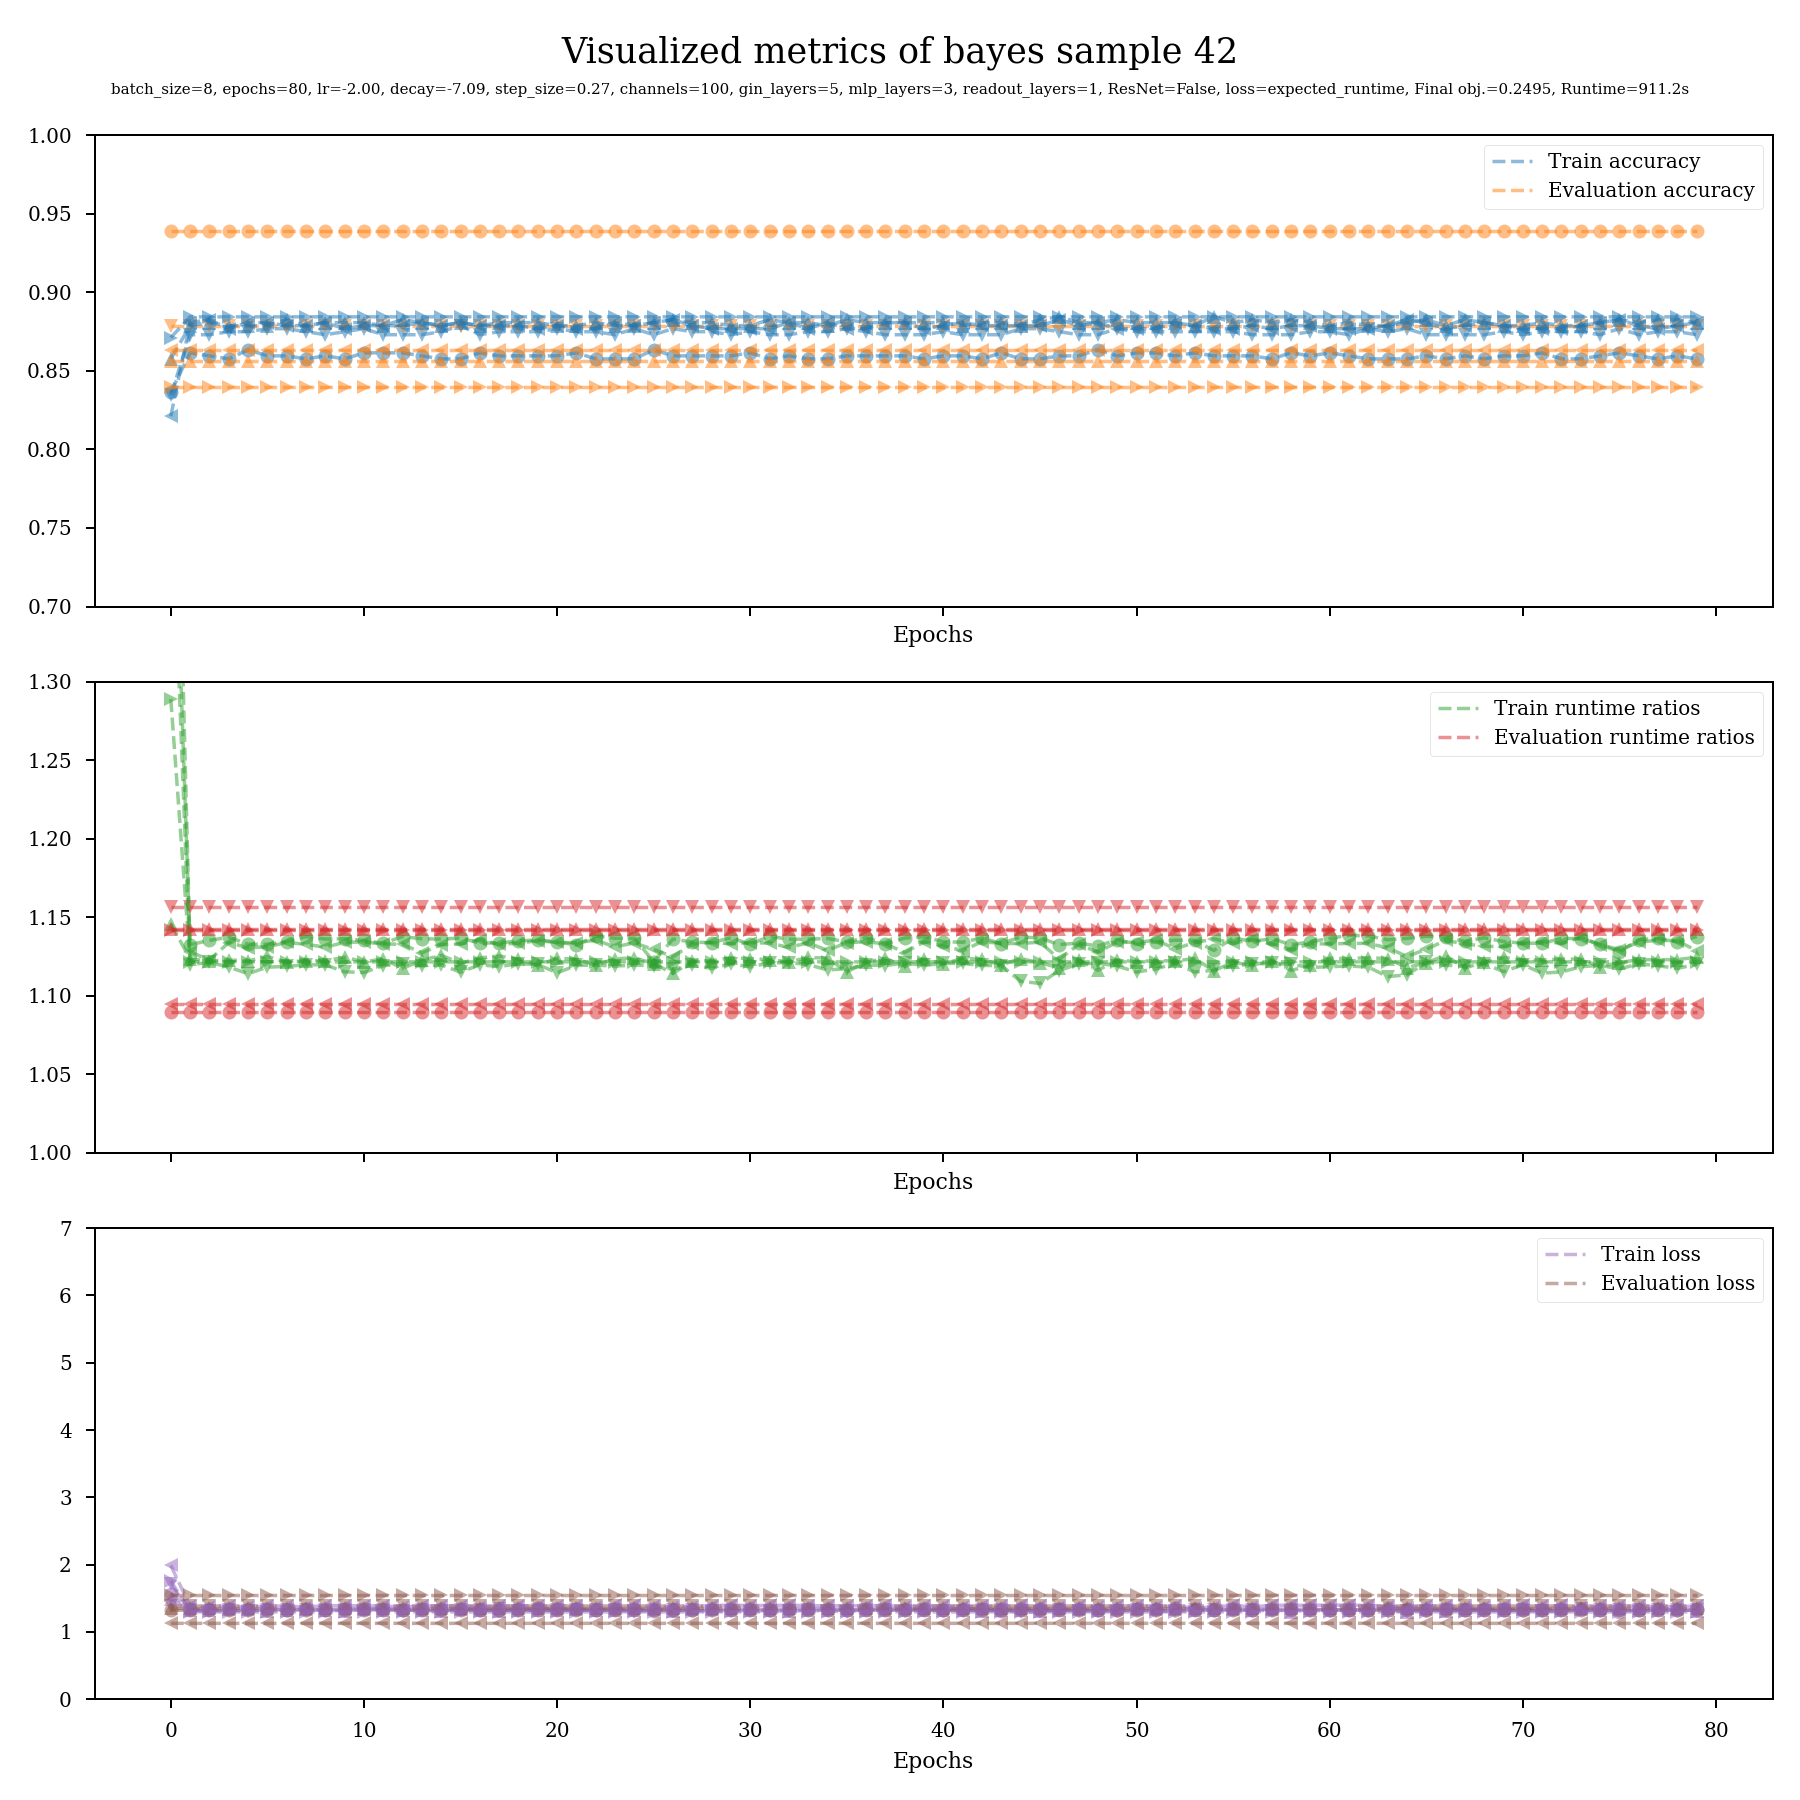 Visualized metrics of bayes sample 42
batch_size=8, epochs=80, lr=-2.00, decay=-7.09, step_size=0.27, channels=100, gin_layers=5, mlp_layers=3, readout_layers=1, ResNet=False, loss=expected_runtime, Final obj.=0.2495, Runtime=911.2s
1.00
0.95
0.90
0.85
0.80
0.75
0.70
Train accuracy
Evaluation accuracy
Epochs
1.30
1.25
1.20
1.15
1.10
1.05
1.00
Train runtime ratios
Evaluation runtime ratios
Epochs
7
6
5
4
3
2
1
0
Train loss
Evaluation loss
0 10 20 30 40 50 60 70 80
Epochs